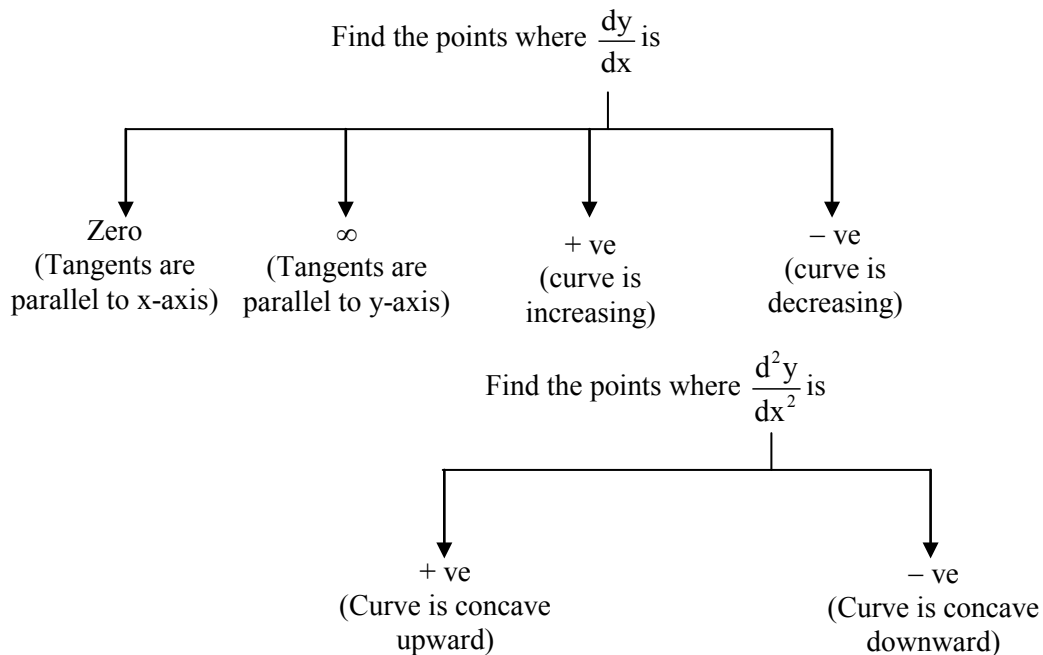 Find the points where dy/dx is
Zero
(Tangents are
parallel to x-axis)
∞
(Tangents are
parallel to y-axis)
+ ve
(curve is
increasing)
– ve
(curve is
decreasing)
Find the points where d²y/dx² is
+ ve
(Curve is concave
upward)
– ve
(Curve is concave
downward)